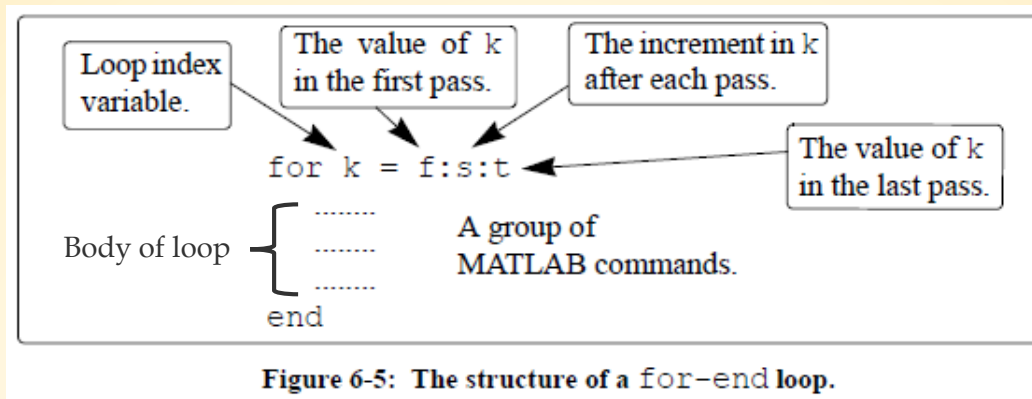 Loop index
variable.
The value of k
in the first pass.
The increment in k
after each pass.
for k = f:s:t
The value of k
in the last pass.
Body of loop
........
........
........
A group of
MATLAB commands.
end
Figure 6-5: The structure of a for-end loop.